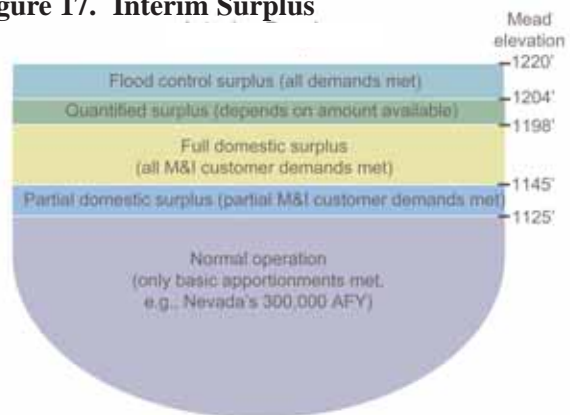 gure 17. Interim Surplus
Mead
elevation
1220'
Flood control surplus (all demands met)
1204'
Quantified surplus (depends on amount available)
1198'
Full domestic surplus
(all M&I customer demands met)
1145'
Partial domestic surplus (partial M&I customer demands met)
1125'
Normal operation
(only basic apportionments met,
e.g., Nevada's 300,000 AFY)